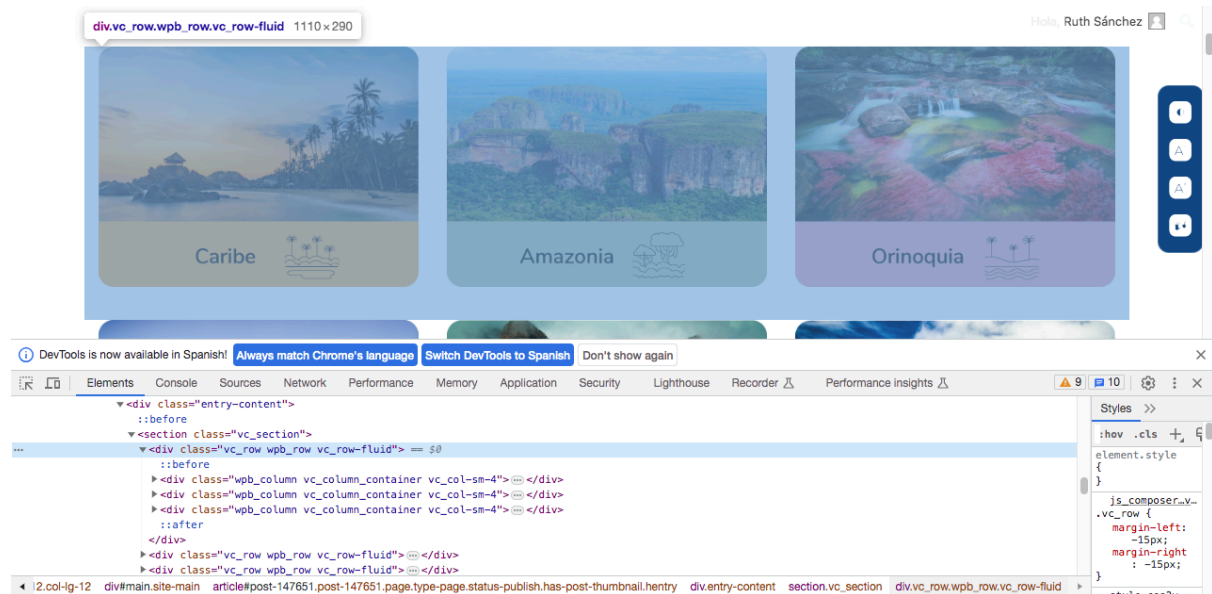 div.vc_row.wpb_row.vc_row-fluid 1110×290
Hola, Ruth Sánchez
A
A+
Caribe
Amazonia
Orinoquia
DevTools is now available in Spanish! Always match Chrome's language Switch DevTools to Spanish Don't show again
Elements Console Sources Network Performance Memory Application Security Lighthouse Recorder Performance insights 9 10
▼<div class="entry-content">
::before
▼<section class="vc_section">
▼<div class="vc_row wpb_row vc_row-fluid"> == $0
::before
▶<div class="wpb_column vc_column_container vc_col-sm-4">…</div>
▶<div class="wpb_column vc_column_container vc_col-sm-4">…</div>
▶<div class="wpb_column vc_column_container vc_col-sm-4">…</div>
::after
</div>
▶<div class="vc_row wpb_row vc_row-fluid">…</div>
▶<div class="vc_row wpb_row vc_row-fluid">…</div>
2.col-lg-12 div#main.site-main article#post-147651.post-147651.page.type-page.status-publish.has-post-thumbnail.hentry div.entry-content section.vc_section div.vc_row.wpb_row.vc_row-fluid
Styles
:hov .cls
element.style
{
}
js_composer…v…
.vc_row {
margin-left:
-15px;
margin-right
: -15px;
}